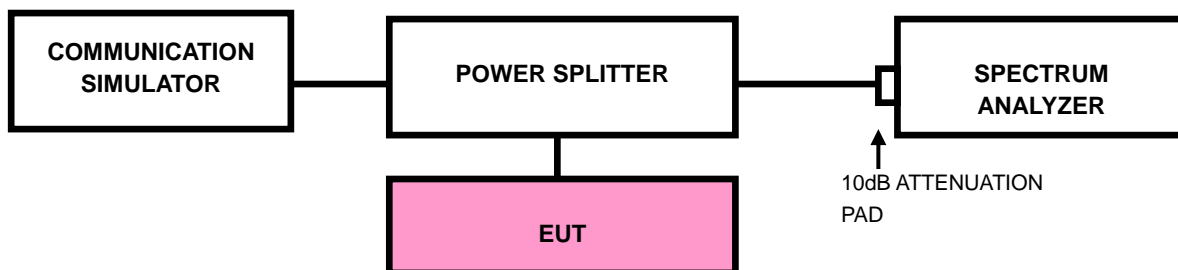 COMMUNICATION
SIMULATOR
POWER SPLITTER
SPECTRUM
ANALYZER
10dB ATTENUATION
PAD
EUT